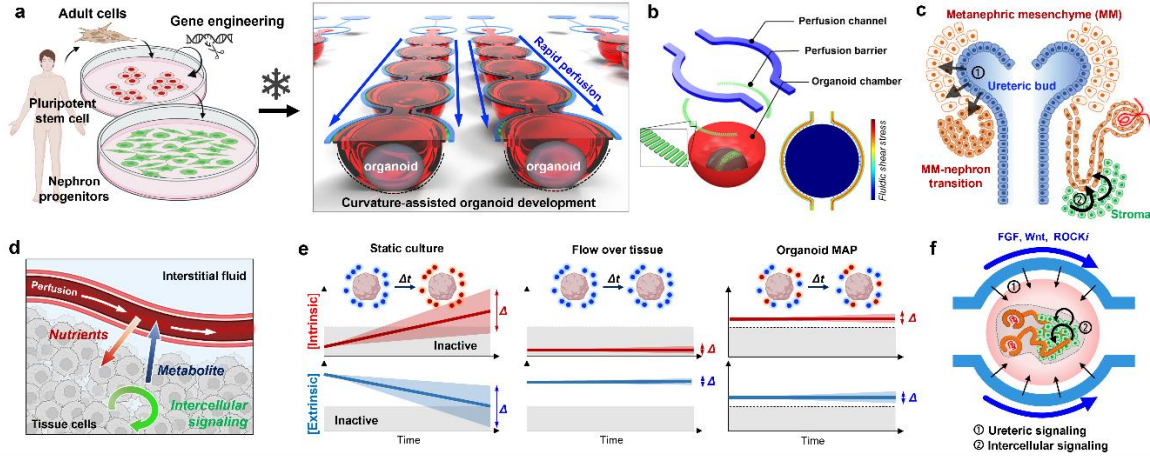 a
Adult cells
Gene engineering
Pluripotent
stem cell
Nephron
progenitors
Rapid perfusion
organoid
organoid
Curvature-assisted organoid development
b
Perfusion channel
Perfusion barrier
Organoid chamber
Fluidic shear stress
c
Metanephric mesenchyme (MM)
①
Ureteric bud
MM-nephron
transition
②
Stroma
d
Interstitial fluid
Perfusion
Nutrients
Metabolite
Intercellular
signaling
Tissue cells
e
Static culture
Flow over tissue
Organoid MAP
Δt
Δt
Δt
[Intrinsic]
Inactive
Δ
Δ
Δ
[Extrinsic]
Inactive
Δ
Δ
Δ
Time
Time
Time
f
FGF, Wnt, ROCKi
①
②
① Ureteric signaling
② Intercellular signaling